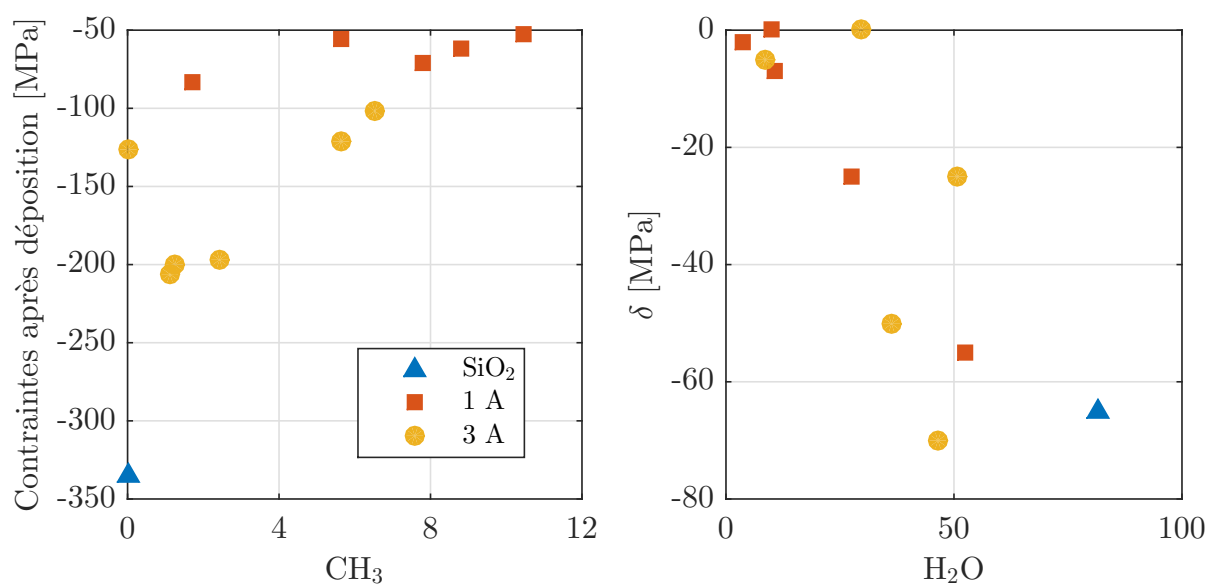 Contraintes après déposition [MPa]
-50
-100
-150
-200
-250
-300
-350
0
4
8
12
CH₃
SiO₂
1 A
3 A
δ [MPa]
0
-20
-40
-60
-80
0
50
100
H₂O